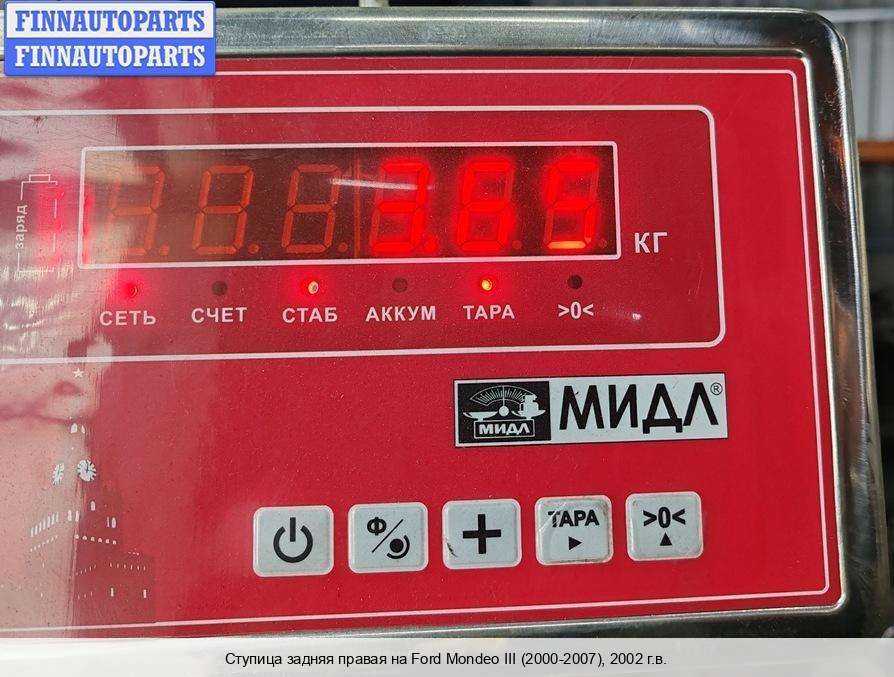 FINNAUTOPARTS
FINNAUTOPARTS
заряд
3.65
КГ
СЕТЬ СЧЕТ СТАБ АККУМ ТАРА >0<
МИДЛ
МИДЛ®
Ф
ТАРА >0<
Ступица задняя правая на Ford Mondeo III (2000-2007), 2002 г.в.